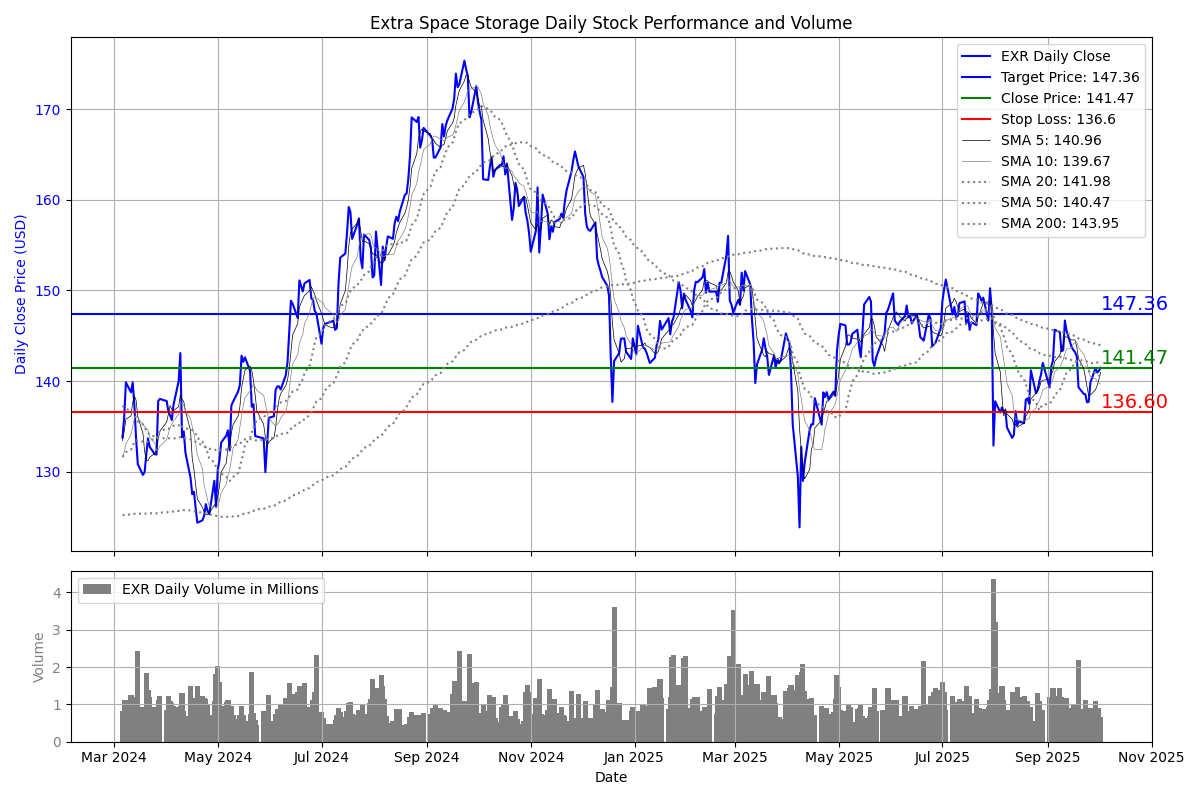 Extra Space Storage Daily Stock Performance and Volume
Daily Close Price (USD)
170
160
150
140
130
EXR Daily Close
Target Price: 147.36
Close Price: 141.47
Stop Loss: 136.6
SMA 5: 140.96
SMA 10: 139.67
SMA 20: 141.98
SMA 50: 140.47
SMA 200: 143.95
147.36
141.47
136.60
EXR Daily Volume in Millions
Volume
4
3
2
1
0
Mar 2024 May 2024 Jul 2024 Sep 2024 Nov 2024 Jan 2025 Mar 2025 May 2025 Jul 2025 Sep 2025 Nov 2025
Date